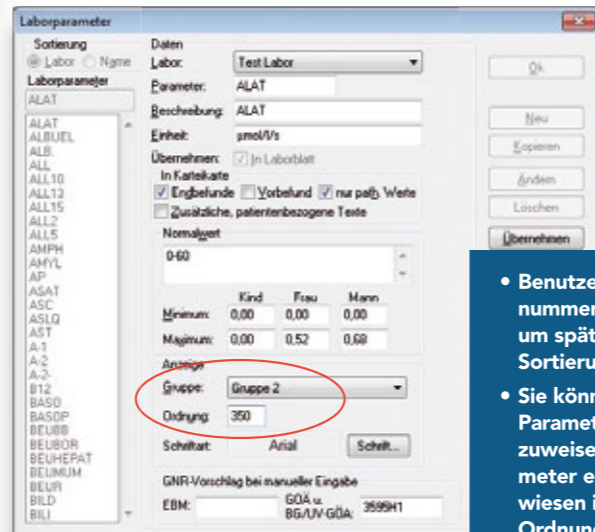 Laborparameter
Sortierung
Labor Name
Laborparameter
ALAT
ALAT
ALBUEL
ALB.
ALL
ALL10
ALL13
ALL15
ALL2
ALL5
AMPH
AMYL
AP
ASAT
ASC
ASLQ
AST
A-1
A-2
A-2-
B12
BASO
BASOP
BEUBB
BEUBOR
BEUHEPAT
BEUMUM
BEUR
BILD
BILI
Daten
Labor: Test Labor
Parameter: ALAT
Beschreibung: ALAT
Einheit: µmol/l/s
Übernehmen: In Laborblatt
In Karteikarte
Endbefunde Vorbefund nur path. Werte
Zusätzliche, patientenbezogene Texte
Normalwert
0-60
Kind Frau Mann
Minimum: 0,00 0,00 0,00
Maximum: 0,00 0,52 0,68
Anzeige
Gruppe: Gruppe 2
Ordnung: 350
Schriftart: Arial Schrift...
GNR-Vorschlag bei manueller Eingabe
EBM: GOÄ u. BG/UV-GOÄ: 3595H1
Ok
Neu
Kopieren
Ändern
Löschen
Übernehmen
• Benutze
nummer
um spät
Sortieru
• Sie könn
Paramet
zuweise
meter e
wiesen i
Ordnung